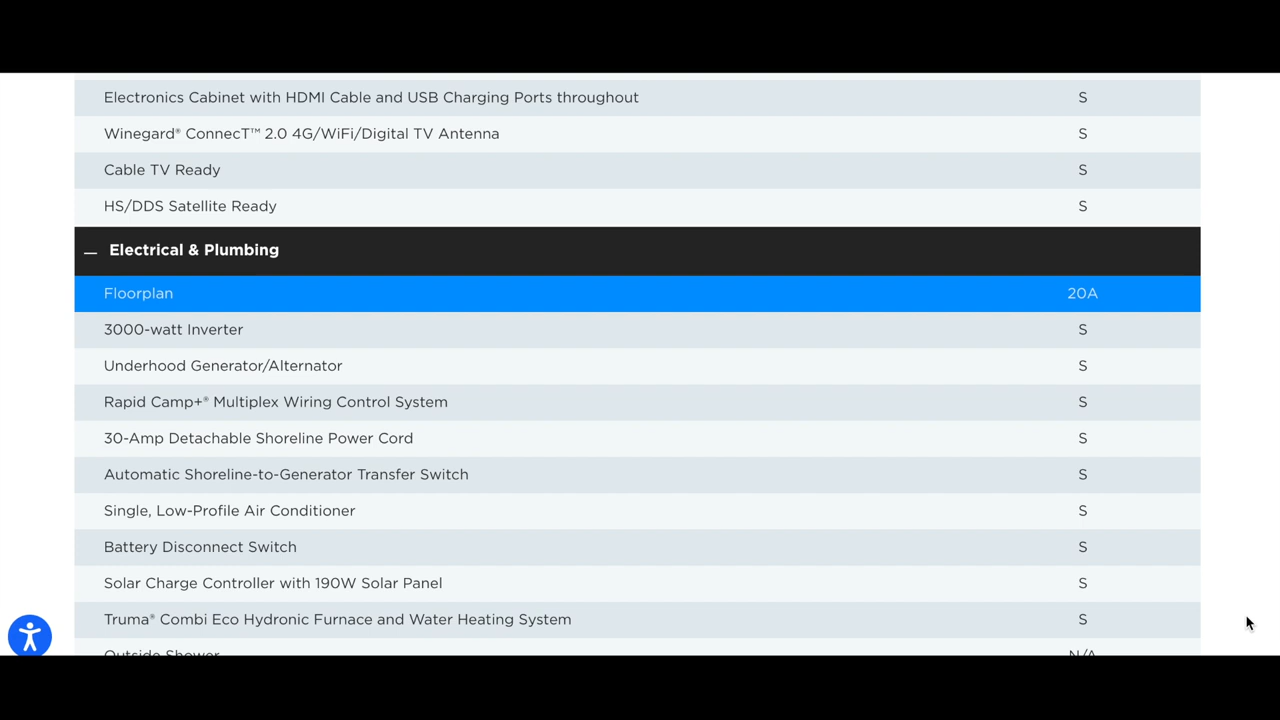 Electronics Cabinet with HDMI Cable and USB Charging Ports throughout S
Winegard® ConnecT™ 2.0 4G/WiFi/Digital TV Antenna S
Cable TV Ready S
HS/DDS Satellite Ready S
Electrical & Plumbing
Floorplan 20A
3000-watt Inverter S
Underhood Generator/Alternator S
Rapid Camp+® Multiplex Wiring Control System S
30-Amp Detachable Shoreline Power Cord S
Automatic Shoreline-to-Generator Transfer Switch S
Single, Low-Profile Air Conditioner S
Battery Disconnect Switch S
Solar Charge Controller with 190W Solar Panel S
Truma® Combi Eco Hydronic Furnace and Water Heating System S
Outside Shower N/A